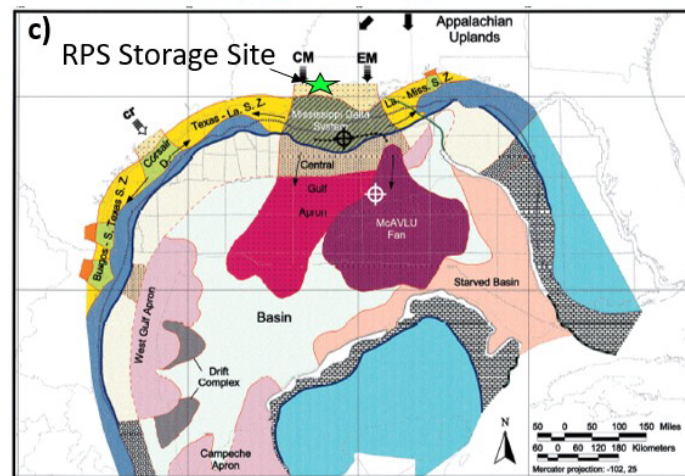 c)
Appalachian
Uplands
RPS Storage Site
CM
EM
cr
Texas - La. S. Z.
Mississippi Delta
System
La.- Miss. S. Z.
Corsair
D.
Central
Gulf
Apron
McAVLU
Fan
Burgos - S. Texas S. Z.
Starved Basin
West Gulf Apron
Basin
Drift
Complex
Campeche
Apron
N
50 0 50 100 150 Miles
60 0 60 120 180 Kilometers
Mercator projection: -102, 25